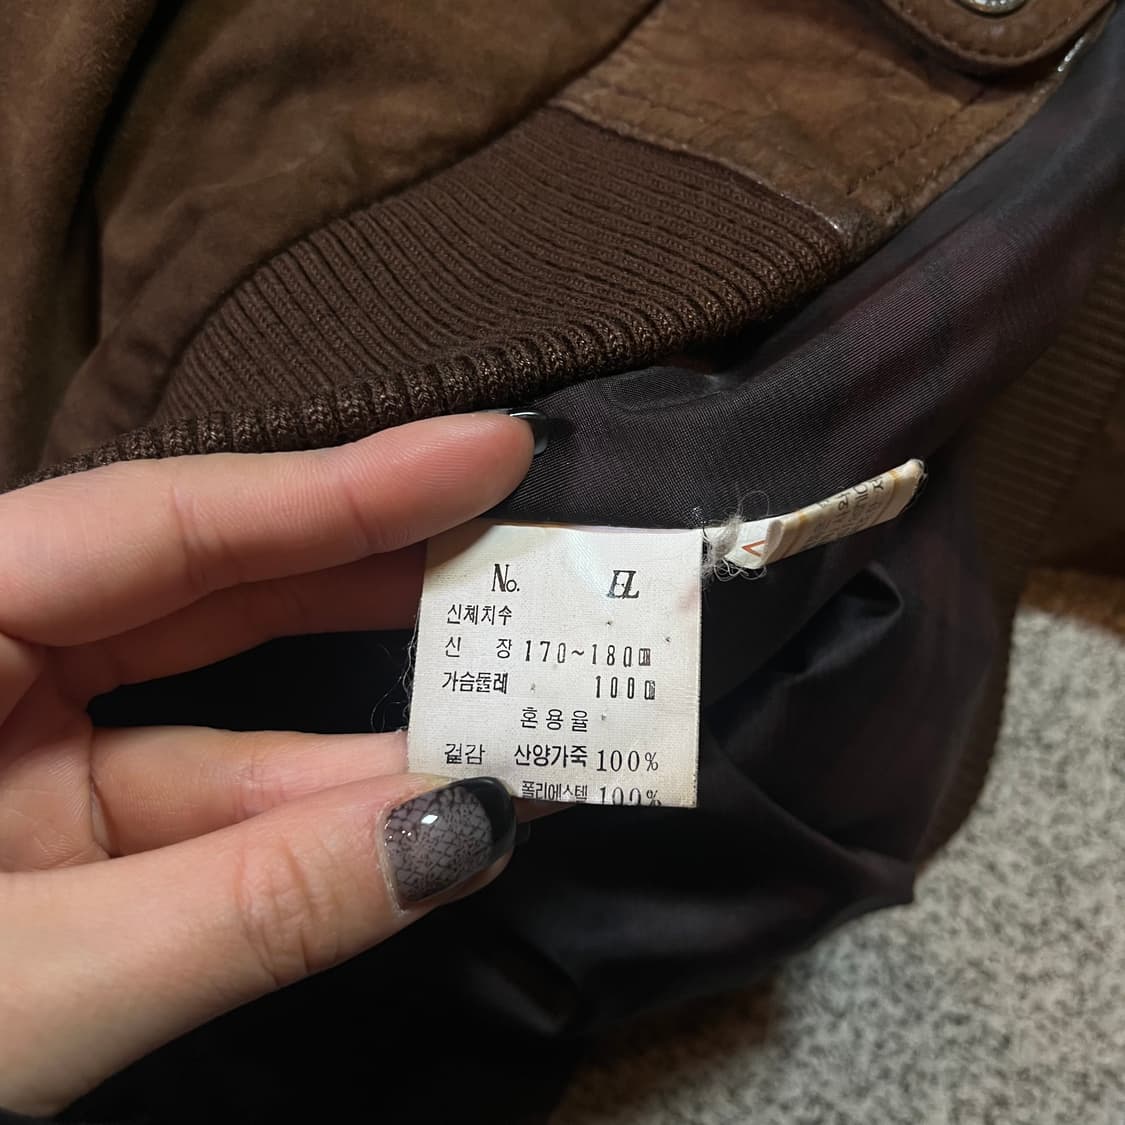 No. EL
신체치수
신 장 170~180㎝
가슴둘레 100㎝
혼용율
겉감 산양가죽 100%
폴리에스텔 100%